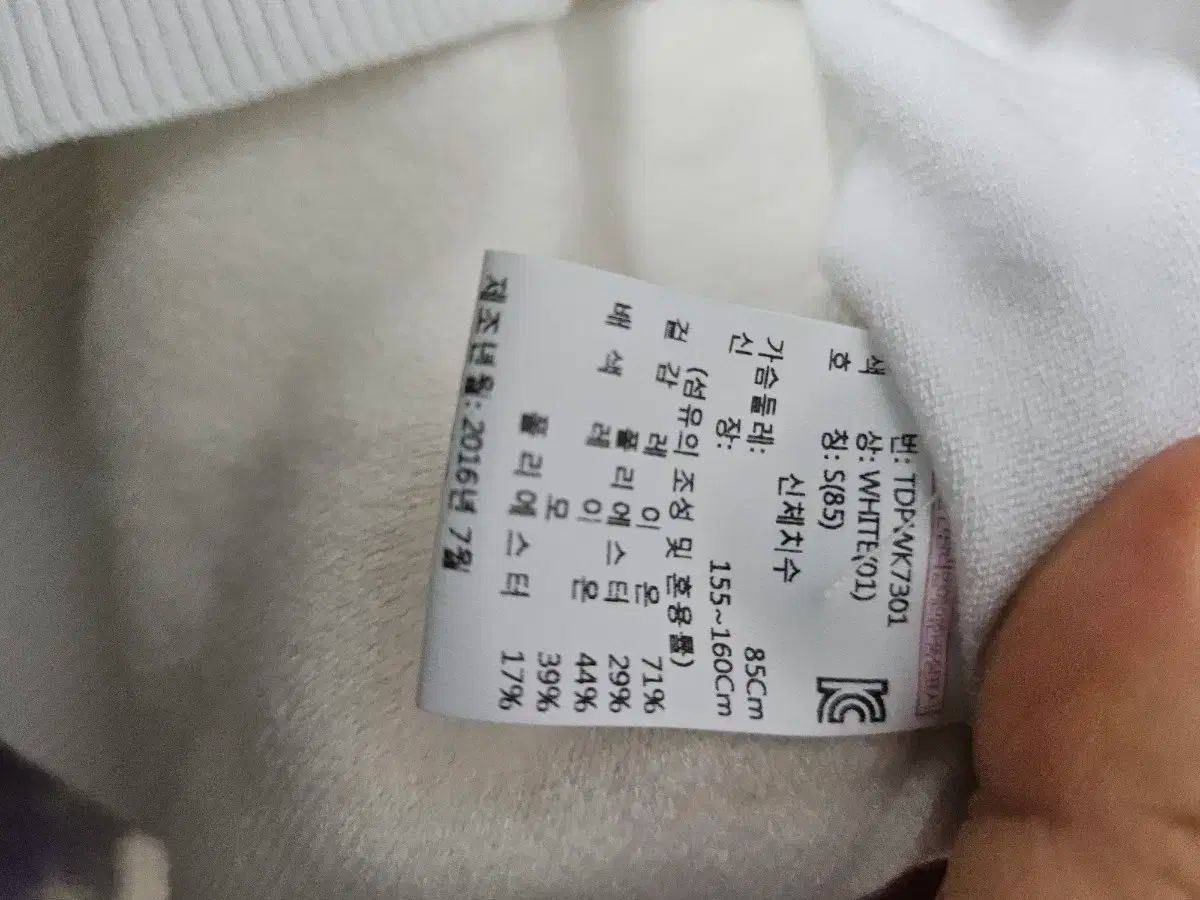 번: TDPWK7301
색 상: WHITE(01)
호 칭: S(85)
신체치수
가슴둘레: 85Cm
신 장: 155~160Cm
(섬유의 조성 및 혼용률)
겉 감 레 이 온 71%
폴 리 에 스 터 29%
배 색 레 이 온 44%
모 39%
폴 리 에 스 터 17%
제조년월:2016년 7월